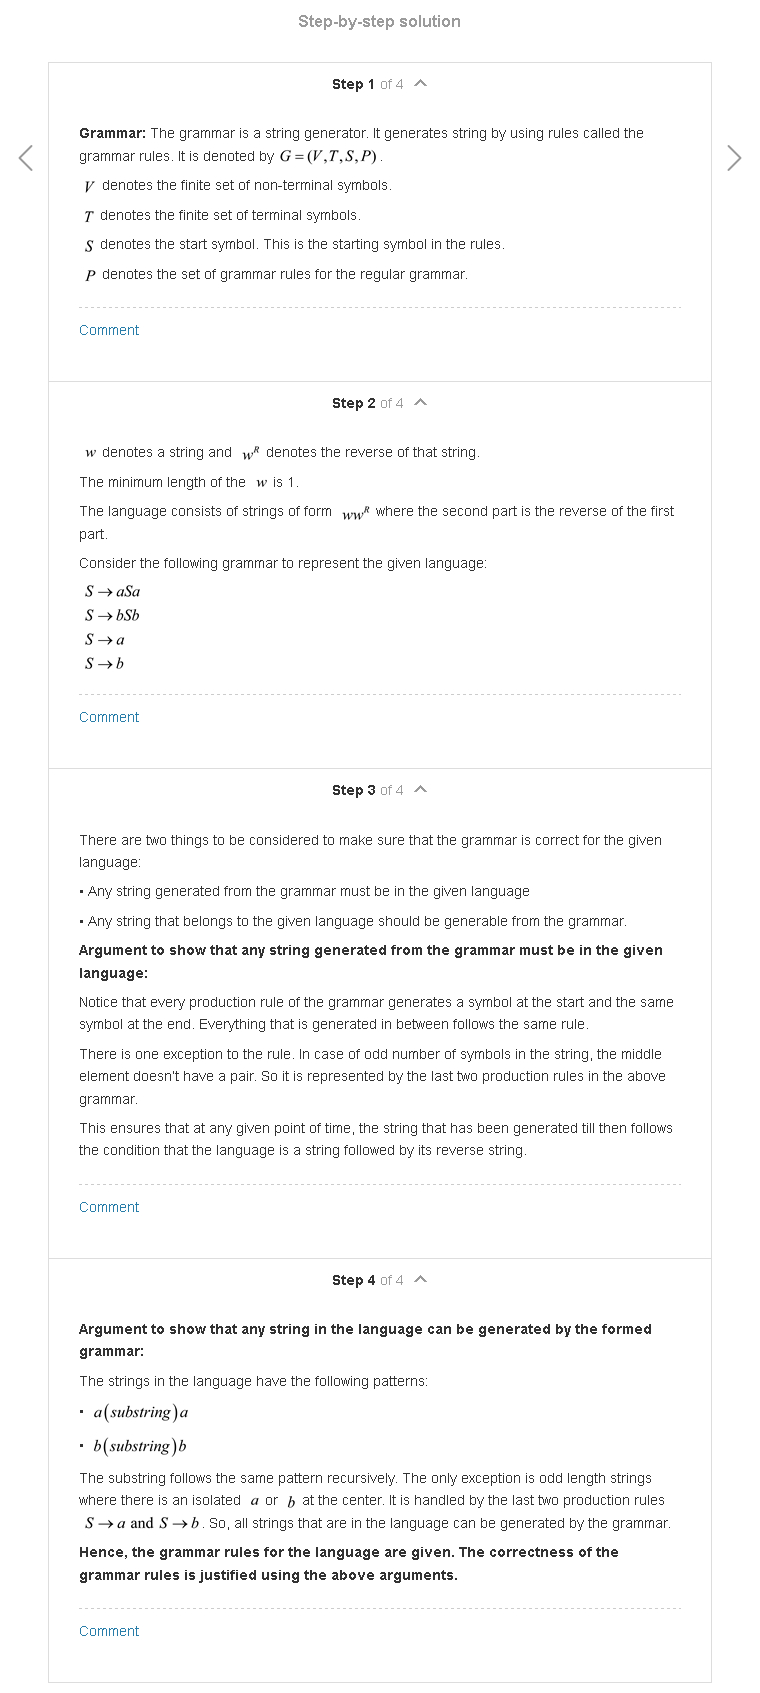 Step-by-step solution
Step 1 of 4
Grammar: The grammar is a string generator. It generates string by using rules called the
grammar rules. It is denoted by G = (V,T,S,P).
V denotes the finite set of non-terminal symbols.
T denotes the finite set of terminal symbols.
S denotes the start symbol. This is the starting symbol in the rules.
P denotes the set of grammar rules for the regular grammar.
Comment
Step 2 of 4
w denotes a string and w^R denotes the reverse of that string.
The minimum length of the w is 1.
The language consists of strings of form ww^R where the second part is the reverse of the first
part.
Consider the following grammar to represent the given language:
S → aSa
S → bSb
S → a
S → b
Comment
Step 3 of 4
There are two things to be considered to make sure that the grammar is correct for the given
language:
• Any string generated from the grammar must be in the given language
• Any string that belongs to the given language should be generable from the grammar.
Argument to show that any string generated from the grammar must be in the given
language:
Notice that every production rule of the grammar generates a symbol at the start and the same
symbol at the end. Everything that is generated in between follows the same rule.
There is one exception to the rule. In case of odd number of symbols in the string, the middle
element doesn't have a pair. So it is represented by the last two production rules in the above
grammar.
This ensures that at any given point of time, the string that has been generated till then follows
the condition that the language is a string followed by its reverse string.
Comment
Step 4 of 4
Argument to show that any string in the language can be generated by the formed
grammar:
The strings in the language have the following patterns:
• a(substring)a
• b(substring)b
The substring follows the same pattern recursively. The only exception is odd length strings
where there is an isolated a or b at the center. It is handled by the last two production rules
S → a and S → b. So, all strings that are in the language can be generated by the grammar.
Hence, the grammar rules for the language are given. The correctness of the
grammar rules is justified using the above arguments.
Comment